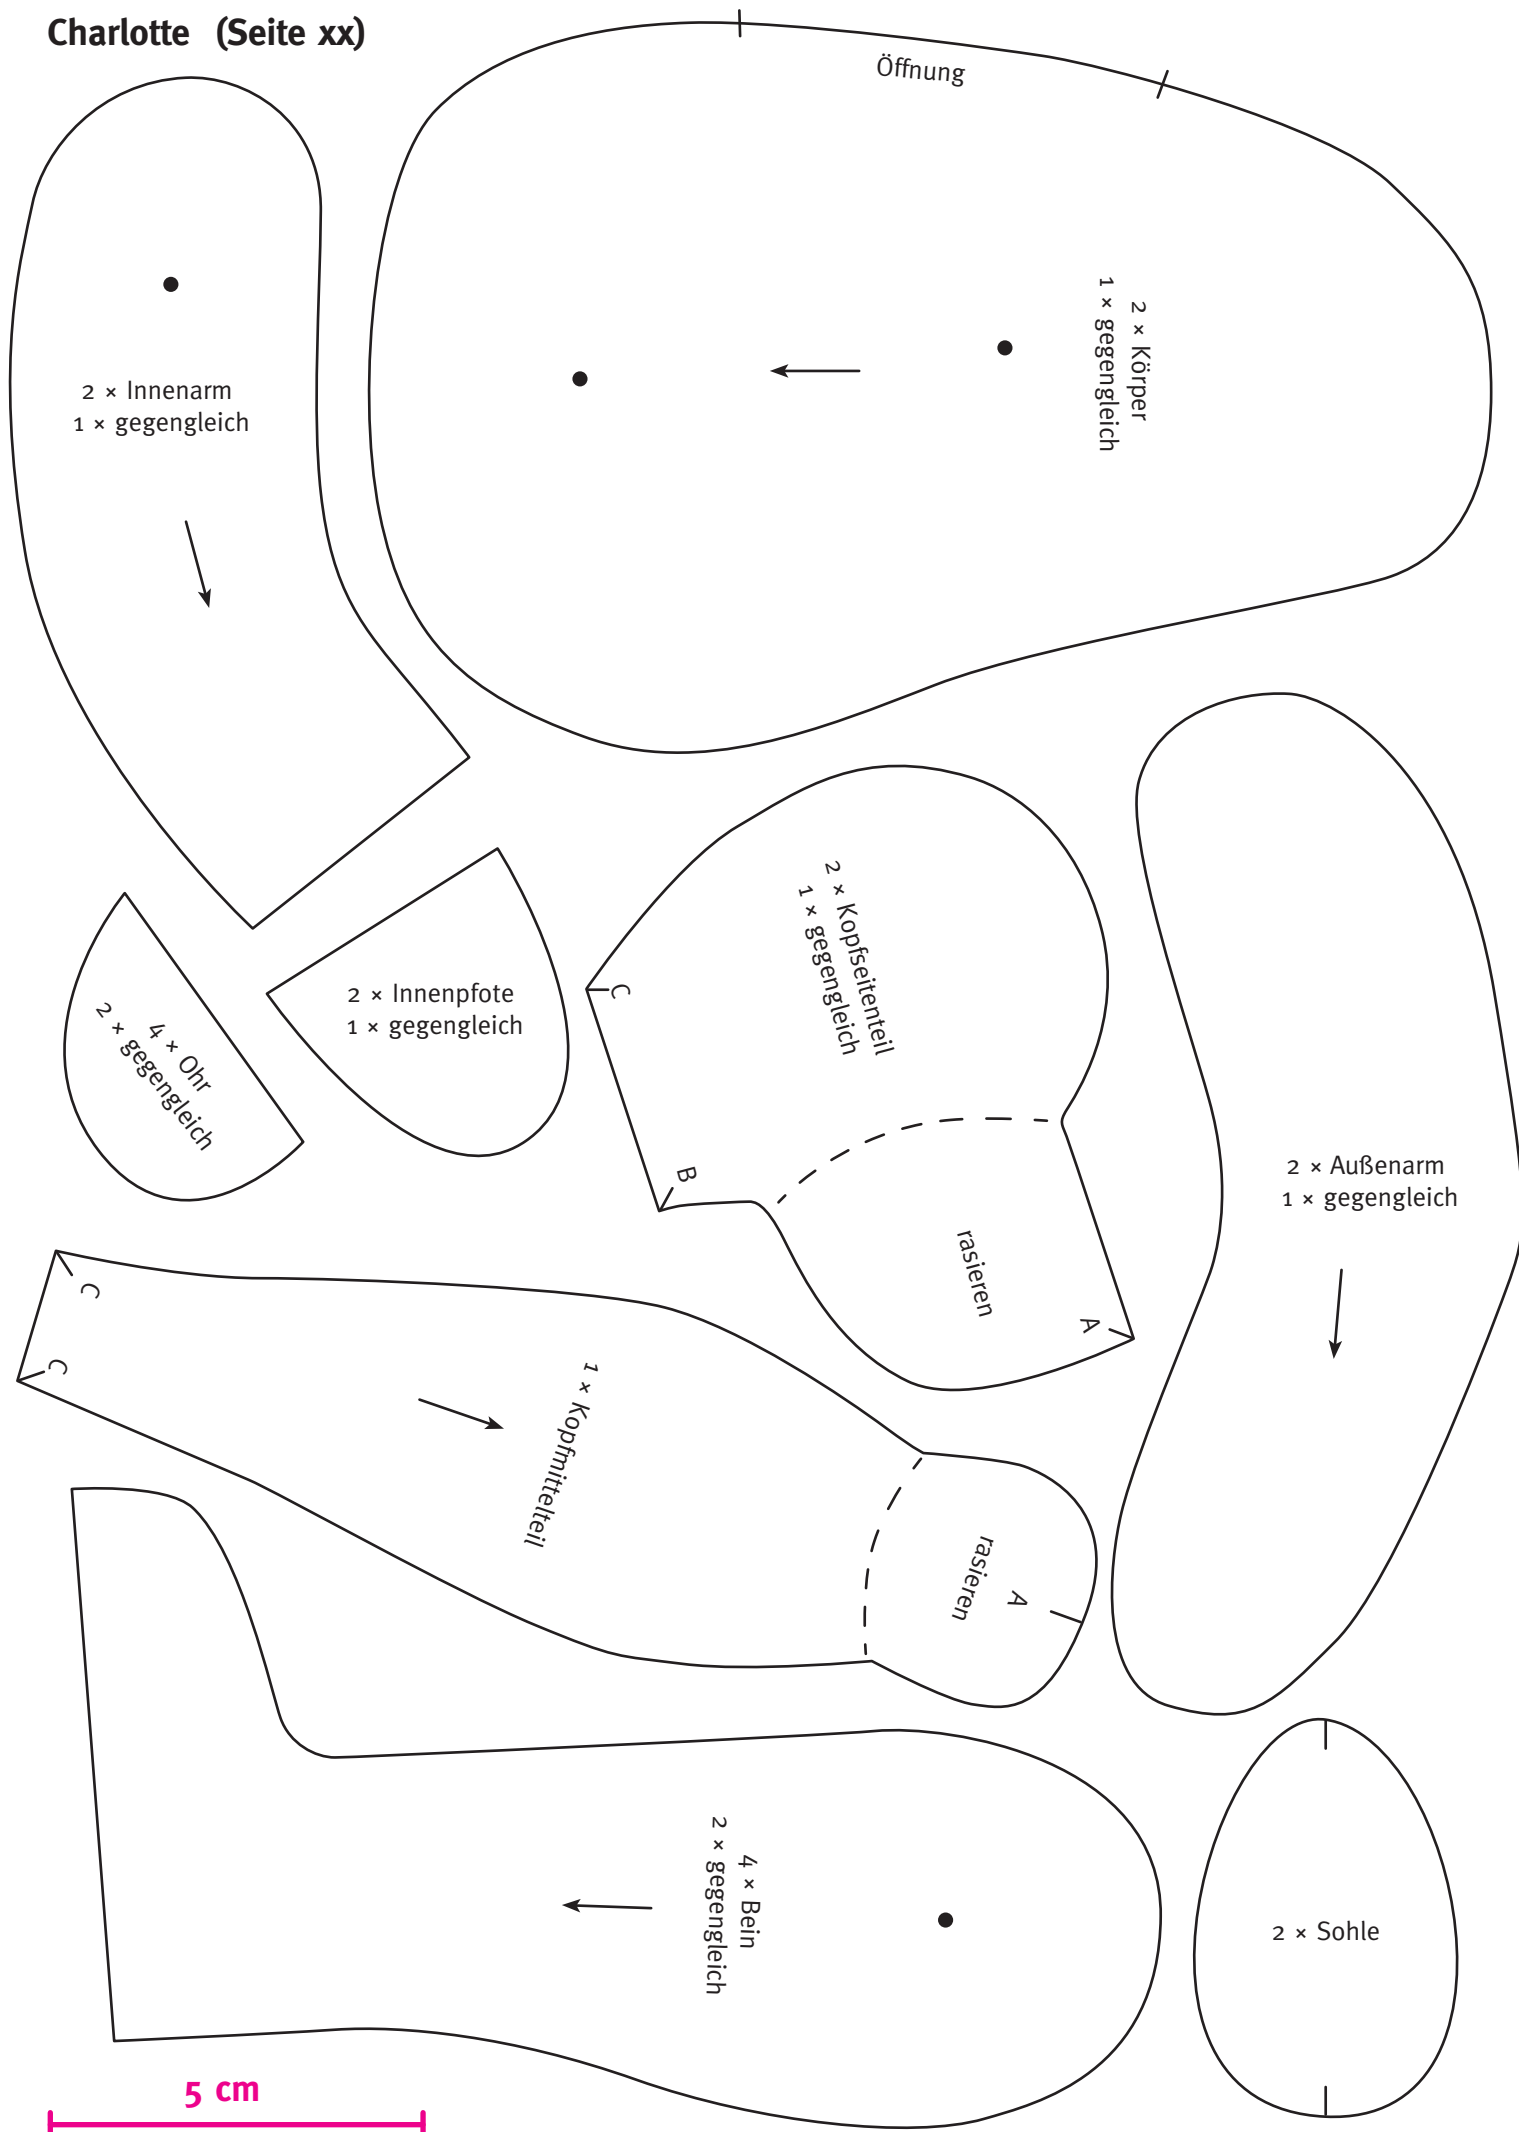 Charlotte (Seite xx)
Öffnung
2 × Körper
1 × gegengleich
2 × Innenarm
1 × gegengleich
2 × Kopfseitenteil
1 × gegengleich
C
B
rasieren
A
2 × Innenpfote
1 × gegengleich
4 × Ohr
2 × gegengleich
2 × Außenarm
1 × gegengleich
C
C
1 × Kopfmittelteil
rasieren
A
4 × Bein
2 × gegengleich
2 × Sohle
5 cm